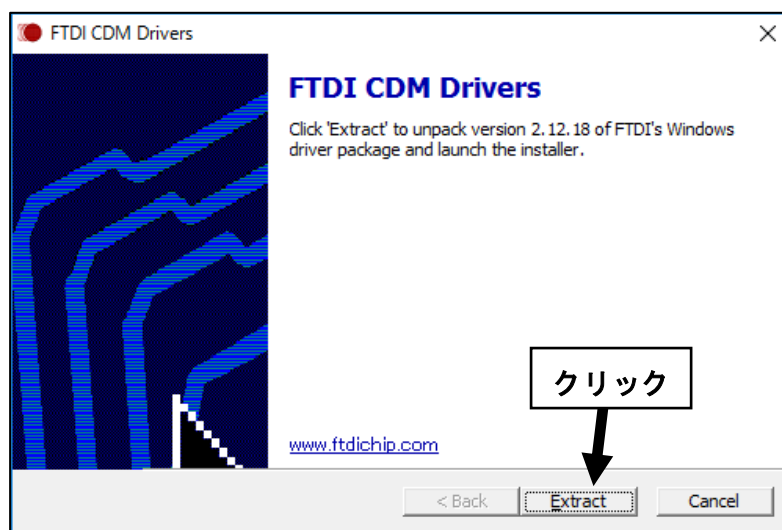 FTDI CDM Drivers
FTDI CDM Drivers
Click 'Extract' to unpack version 2.12.18 of FTDI's Windows
driver package and launch the installer.
クリック
www.ftdichip.com
< Back
Extract
Cancel